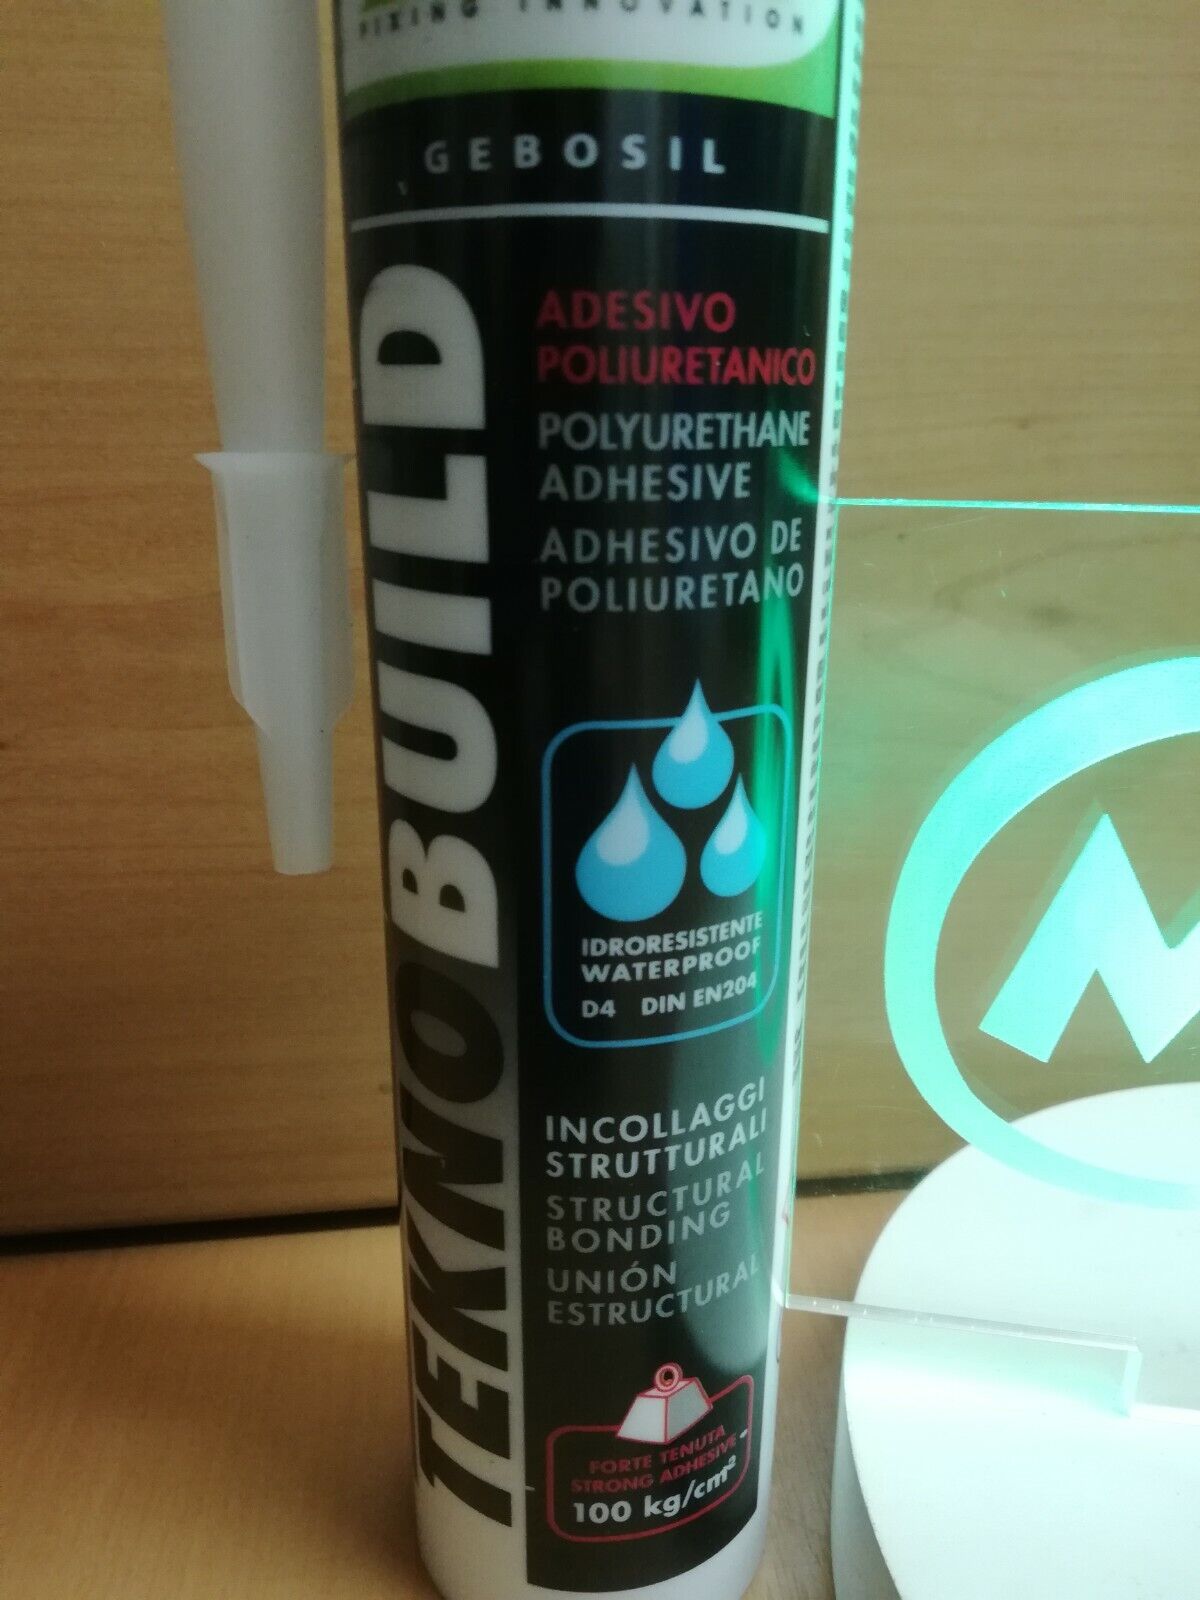 FIXING INNOVATION
GEBOSIL
TEKNOBUILD
ADESIVO
POLIURETANICO
POLYURETHANE
ADHESIVE
ADHESIVO DE
POLIURETANO
IDRORESISTENTE
WATERPROOF
D4 DIN EN204
INCOLLAGGI
STRUTTURALI
STRUCTURAL
BONDING
UNIÓN
ESTRUCTURAL
FORTE TENUTA
STRONG ADHESIVE
100 kg/cm²